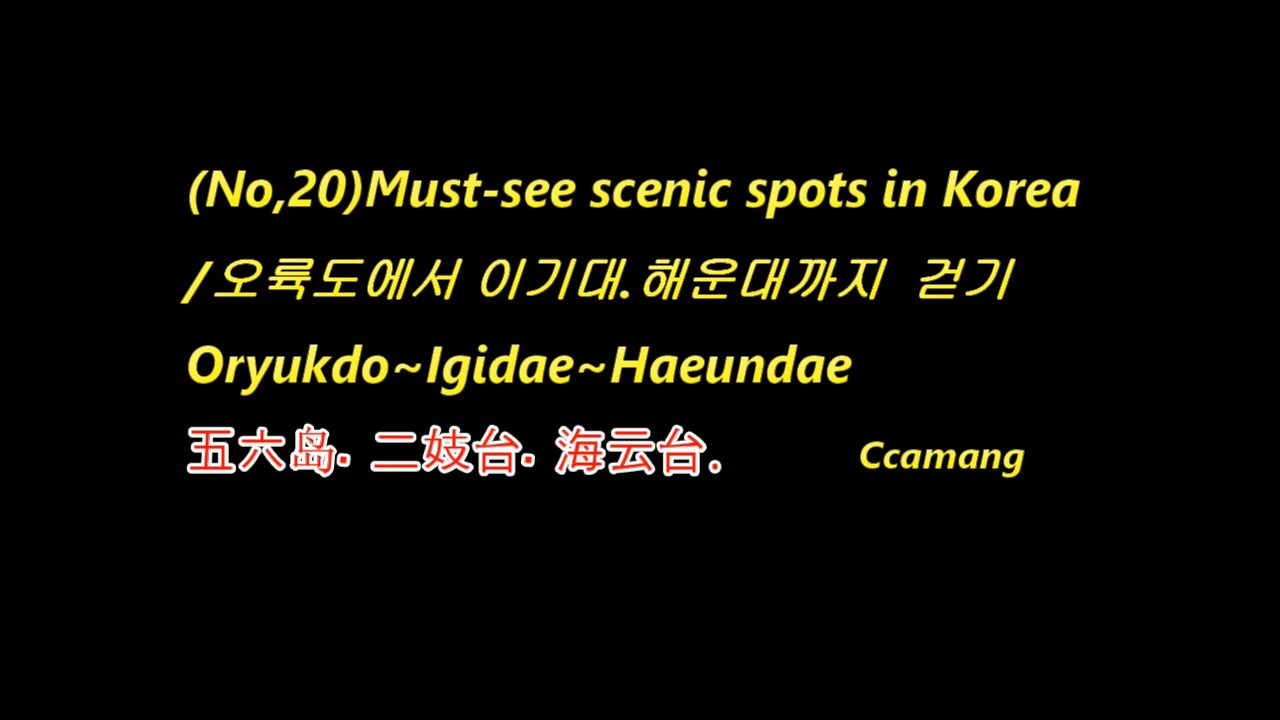 (No,20)Must-see scenic spots in Korea
/오륙도에서 이기대.해운대까지 걷기
Oryukdo~Igidae~Haeundae
五六岛. 二妓台. 海云台.
Ccamang